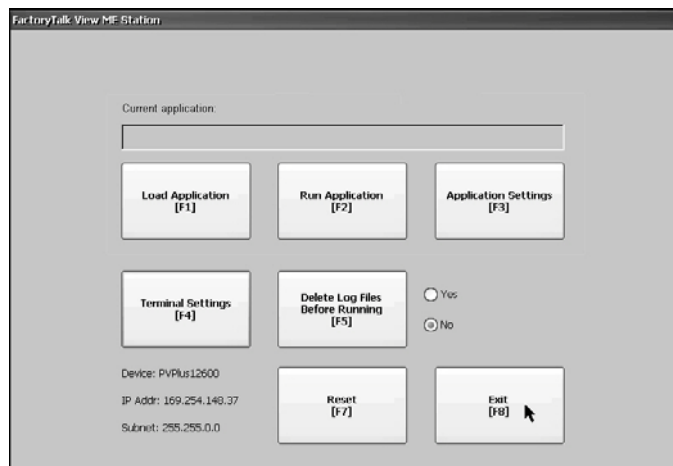 FactoryTalk View ME Station
Current application:
Load Application
[F1]
Run Application
[F2]
Application Settings
[F3]
Terminal Settings
[F4]
Delete Log Files
Before Running
[F5]
Yes
No
Device: PVPlus12600
IP Addr: 169.254.148.37
Subnet: 255.255.0.0
Reset
[F7]
Exit
[F8]